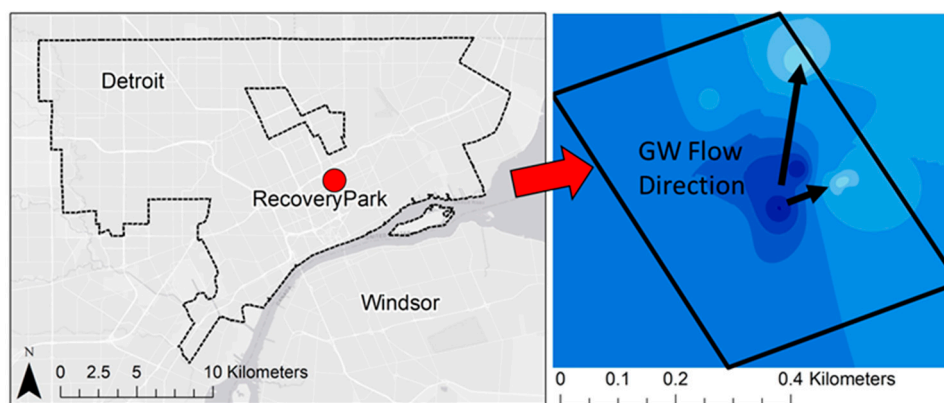 Detroit
RecoveryPark
Windsor
N
0 2.5 5 10 Kilometers
GW Flow
Direction
0 0.1 0.2 0.4 Kilometers